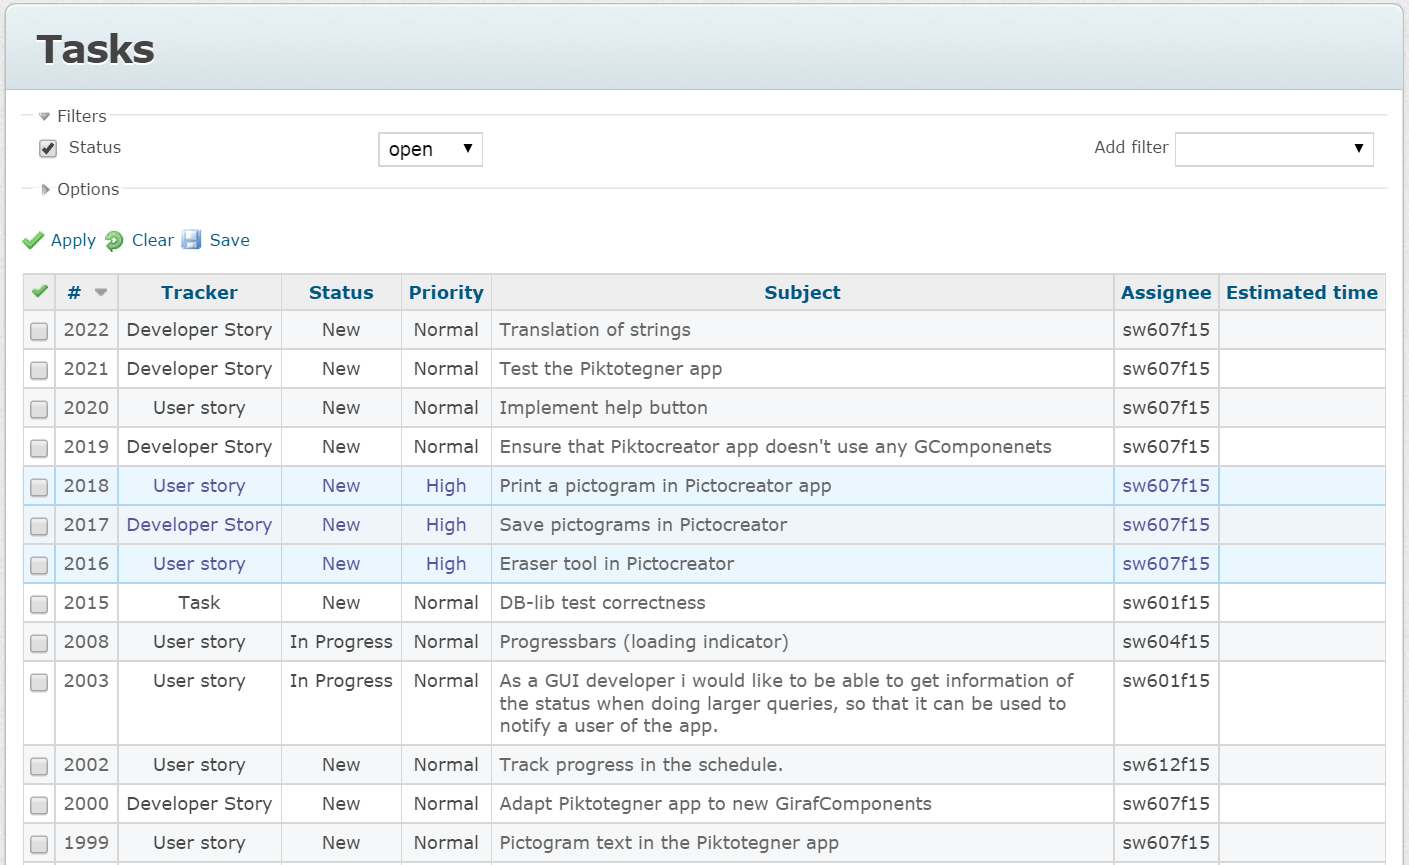 Tasks
Filters
Status open Add filter
Options
Apply Clear Save
# Tracker Status Priority Subject Assignee Estimated time
2022 Developer Story New Normal Translation of strings sw607f15
2021 Developer Story New Normal Test the Piktotegner app sw607f15
2020 User story New Normal Implement help button sw607f15
2019 Developer Story New Normal Ensure that Piktocreator app doesn't use any GComponenets sw607f15
2018 User story New High Print a pictogram in Pictocreator app sw607f15
2017 Developer Story New High Save pictograms in Pictocreator sw607f15
2016 User story New High Eraser tool in Pictocreator sw607f15
2015 Task New Normal DB-lib test correctness sw601f15
2008 User story In Progress Normal Progressbars (loading indicator) sw604f15
2003 User story In Progress Normal As a GUI developer i would like to be able to get information of sw601f15
the status when doing larger queries, so that it can be used to
notify a user of the app.
2002 User story New Normal Track progress in the schedule. sw612f15
2000 Developer Story New Normal Adapt Piktotegner app to new GirafComponents sw607f15
1999 User story New Normal Pictogram text in the Piktotegner app sw607f15